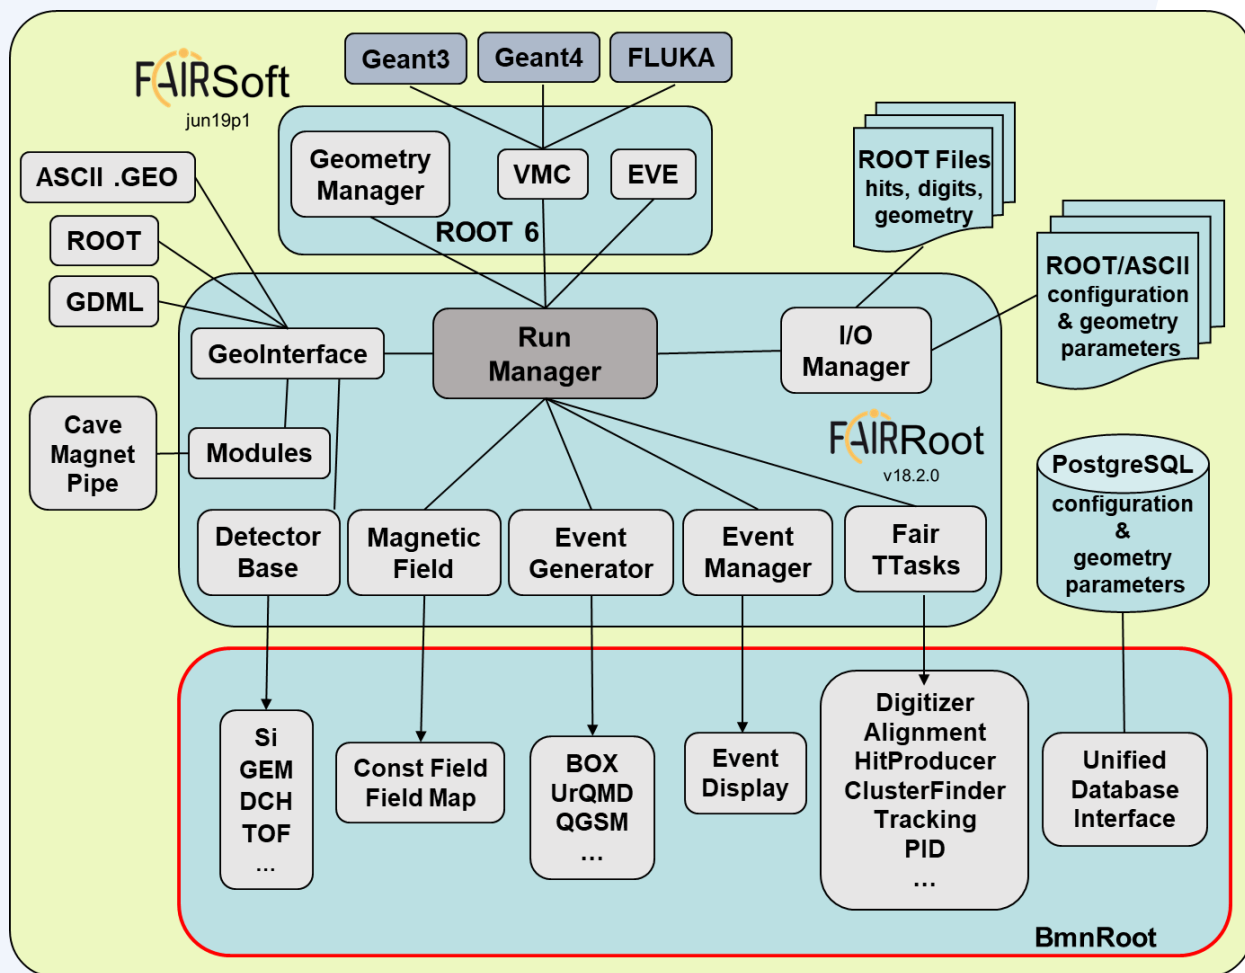 Geant3
Geant4
FLUKA
FAIRSoft
jun19p1
Geometry
Manager
VMC
EVE
ROOT 6
ROOT Files
hits, digits,
geometry
ASCII .GEO
ROOT
GDML
ROOT/ASCII
configuration
& geometry
parameters
GeoInterface
Run
Manager
I/O
Manager
Cave
Magnet
Pipe
Modules
FAIRRoot
v18.2.0
PostgreSQL
configuration
&
geometry
parameters
Detector
Base
Magnetic
Field
Event
Generator
Event
Manager
Fair
TTasks
Si
GEM
DCH
TOF
...
Const Field
Field Map
BOX
UrQMD
QGSM
...
Event
Display
Digitizer
Alignment
HitProducer
ClusterFinder
Tracking
PID
...
Unified
Database
Interface
BmnRoot